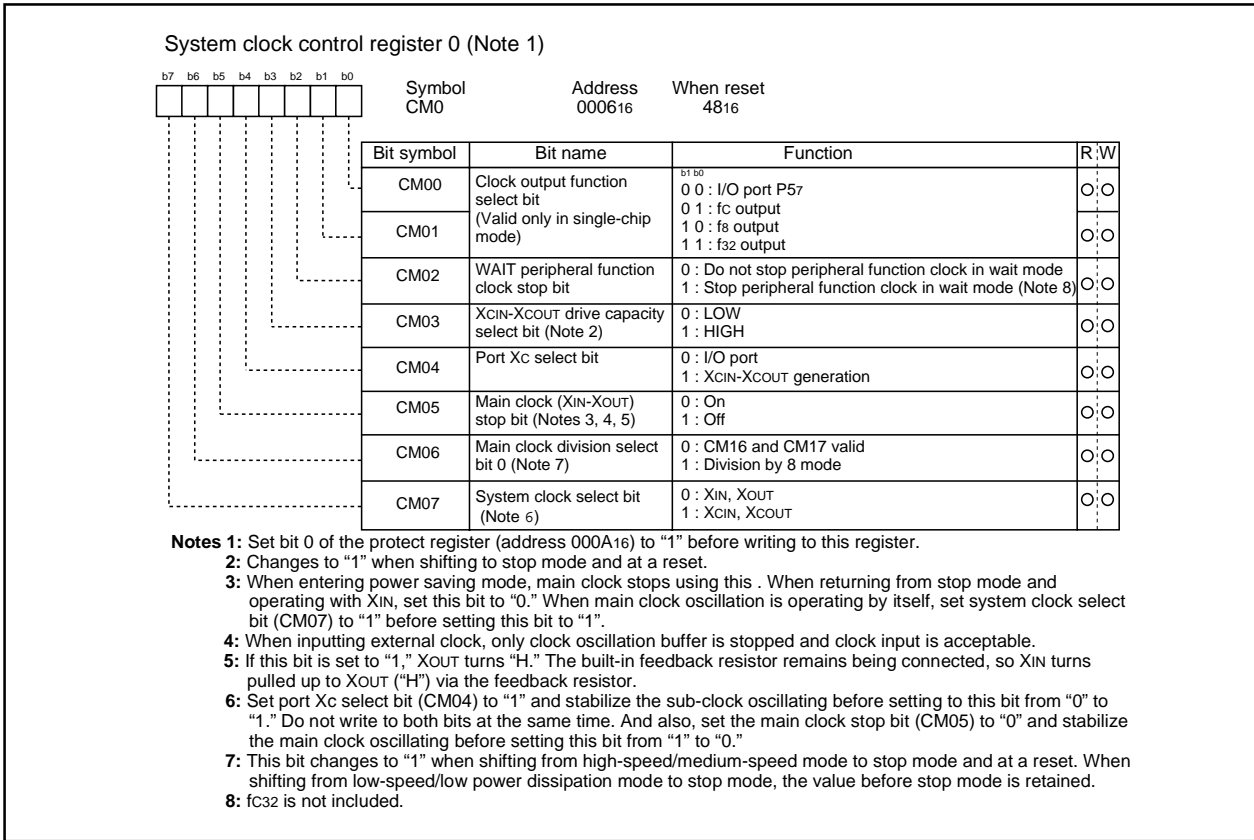 System clock control register 0 (Note 1)
b7 b6 b5 b4 b3 b2 b1 b0
Symbol Address When reset
CM0 000616 4816
Bit symbol Bit name Function R W
CM00 Clock output function
select bit
(Valid only in single-chip
mode)
b1 b0
0 0 : I/O port P57
0 1 : fC output
1 0 : f8 output
1 1 : f32 output
CM01
CM02 WAIT peripheral function
clock stop bit
0 : Do not stop peripheral function clock in wait mode
1 : Stop peripheral function clock in wait mode (Note 8)
CM03 XCIN-XCOUT drive capacity
select bit (Note 2)
0 : LOW
1 : HIGH
CM04 Port XC select bit
0 : I/O port
1 : XCIN-XCOUT generation
CM05 Main clock (XIN-XOUT)
stop bit (Notes 3, 4, 5)
0 : On
1 : Off
CM06 Main clock division select
bit 0 (Note 7)
0 : CM16 and CM17 valid
1 : Division by 8 mode
CM07 System clock select bit
(Note 6)
0 : XIN, XOUT
1 : XCIN, XCOUT
Notes 1: Set bit 0 of the protect register (address 000A16) to “1” before writing to this register.
2: Changes to “1” when shifting to stop mode and at a reset.
3: When entering power saving mode, main clock stops using this . When returning from stop mode and
operating with XIN, set this bit to “0.” When main clock oscillation is operating by itself, set system clock select
bit (CM07) to “1” before setting this bit to “1”.
4: When inputting external clock, only clock oscillation buffer is stopped and clock input is acceptable.
5: If this bit is set to “1,” XOUT turns “H.” The built-in feedback resistor remains being connected, so XIN turns
pulled up to XOUT (“H”) via the feedback resistor.
6: Set port XC select bit (CM04) to “1” and stabilize the sub-clock oscillating before setting to this bit from “0” to
“1.” Do not write to both bits at the same time. And also, set the main clock stop bit (CM05) to “0” and stabilize
the main clock oscillating before setting this bit from “1” to “0.”
7: This bit changes to “1” when shifting from high-speed/medium-speed mode to stop mode and at a reset. When
shifting from low-speed/low power dissipation mode to stop mode, the value before stop mode is retained.
8: fC32 is not included.